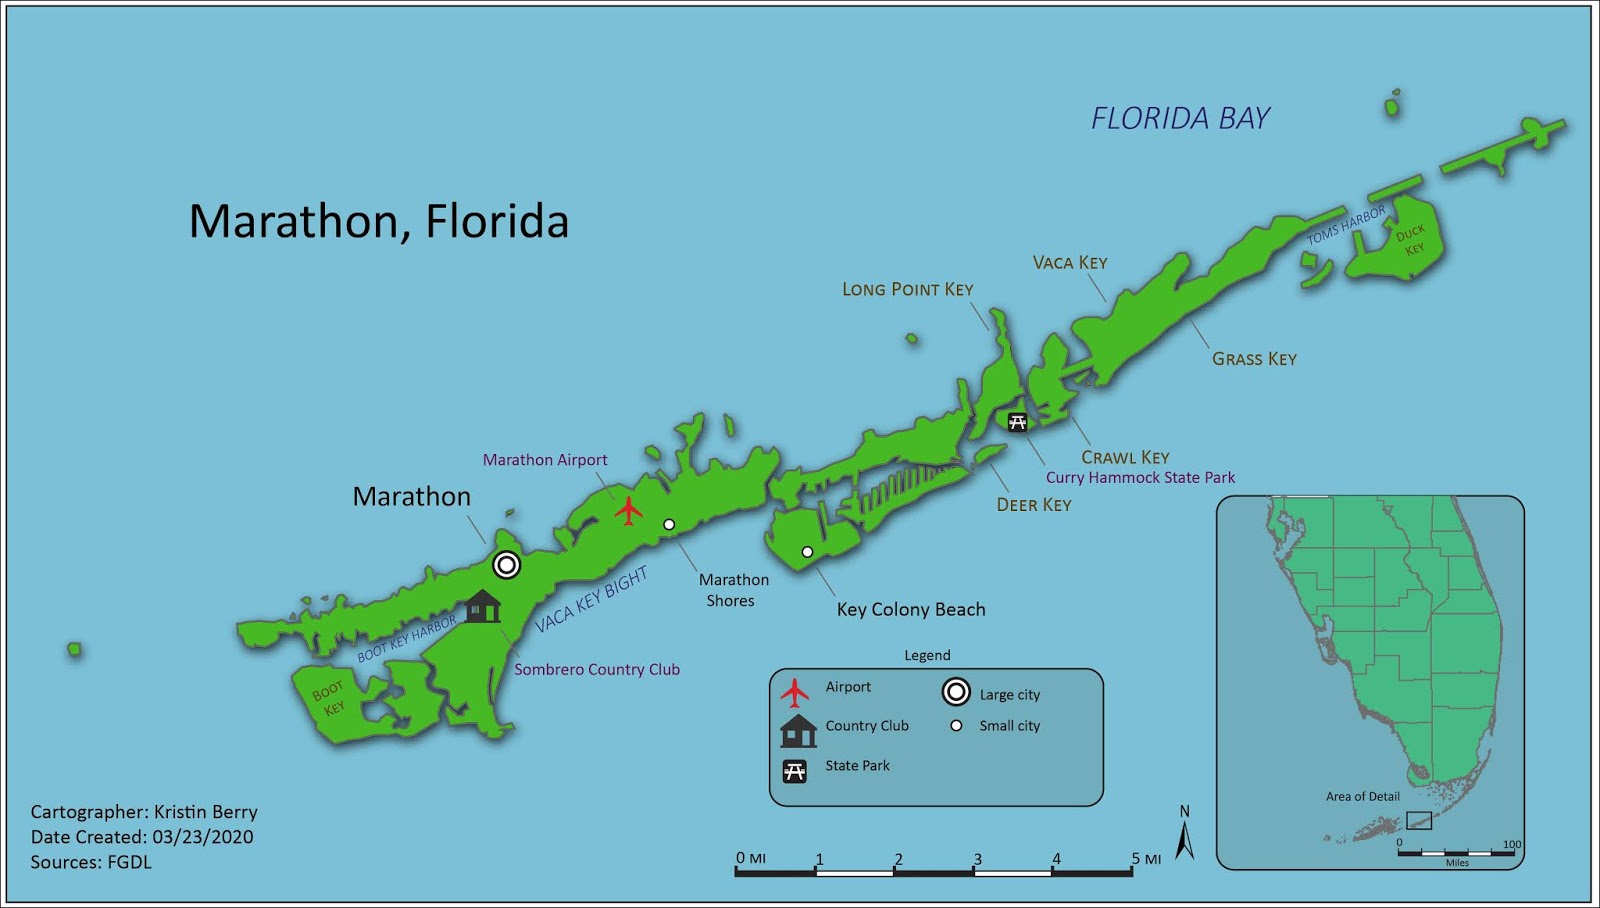 FLORIDA BAY
Marathon, Florida
TOMS HARBOR
DUCK
KEY
VACA KEY
LONG POINT KEY
GRASS KEY
CRAWL KEY
Curry Hammock State Park
DEER KEY
Marathon Airport
Marathon
Marathon
Shores
VACA KEY BIGHT
Key Colony Beach
BOOT KEY HARBOR
Sombrero Country Club
BOOT
KEY
Legend
Airport
Large city
Country Club
Small city
State Park
Cartographer: Kristin Berry
Date Created: 03/23/2020
Sources: FGDL
0 MI 1 2 3 4 5 MI
N
Area of Detail
0 100
Miles